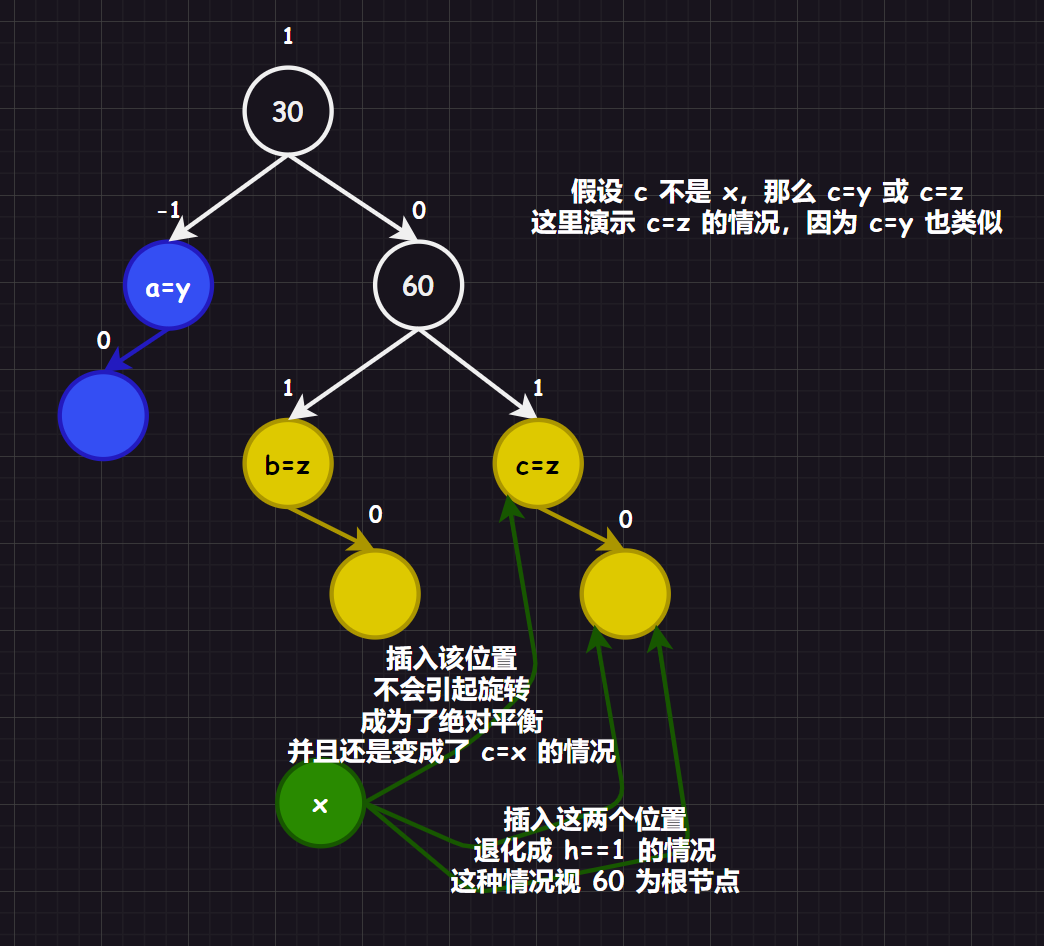 1
30
假设 c 不是 x，那么 c=y 或 c=z
这里演示 c=z 的情况，因为 c=y 也类似
-1
0
a=y
60
0
1
1
b=z
c=z
0
0
插入该位置
不会引起旋转
成为了绝对平衡
并且还是变成了 c=x 的情况
x
插入这两个位置
退化成 h==1 的情况
这种情况视 60 为根节点